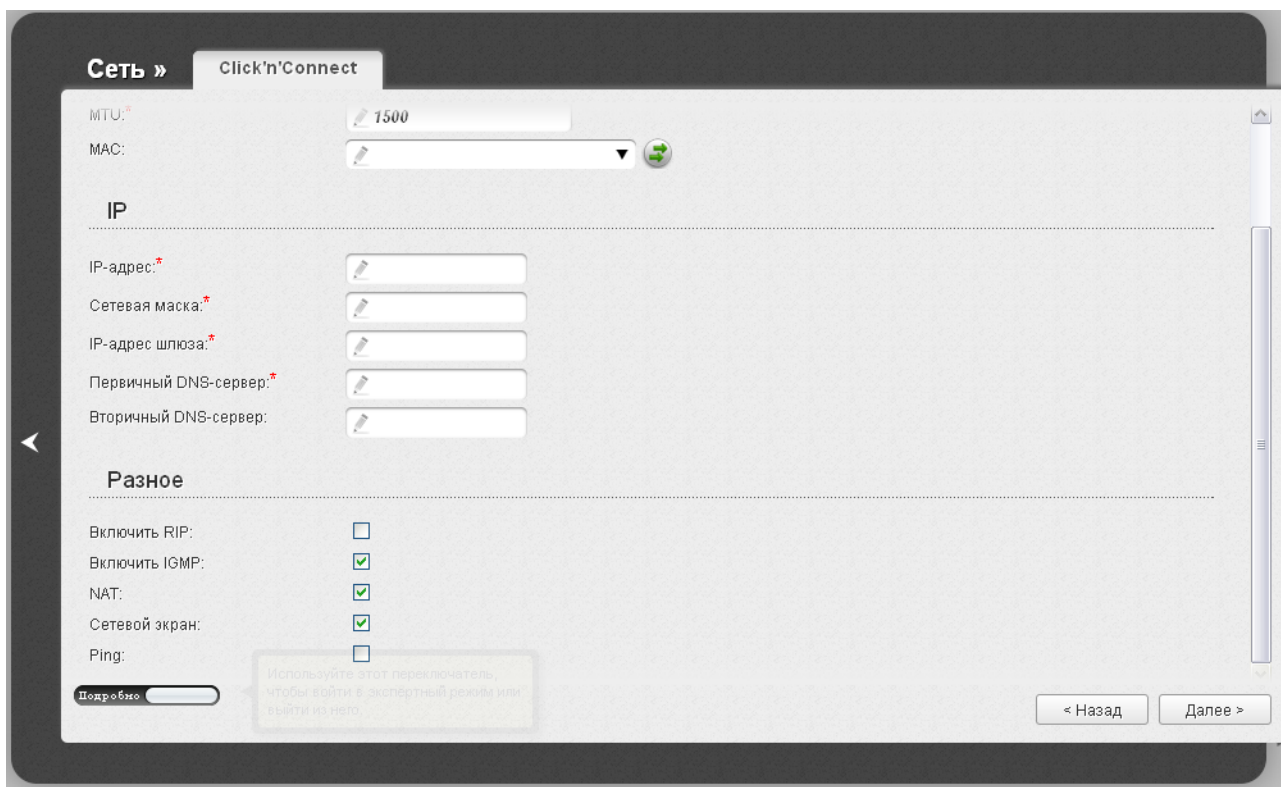 Сеть »
Click'n'Connect
MTU:*
1500
MAC:
IP
IP-адрес:*
Сетевая маска:*
IP-адрес шлюза:*
Первичный DNS-сервер:*
Вторичный DNS-сервер:
Разное
Включить RIP:
Включить IGMP:
NAT:
Сетевой экран:
Ping:
Используйте этот переключатель,
чтобы войти в экспертный режим или
выйти из него.
Подробно
< Назад
Далее >